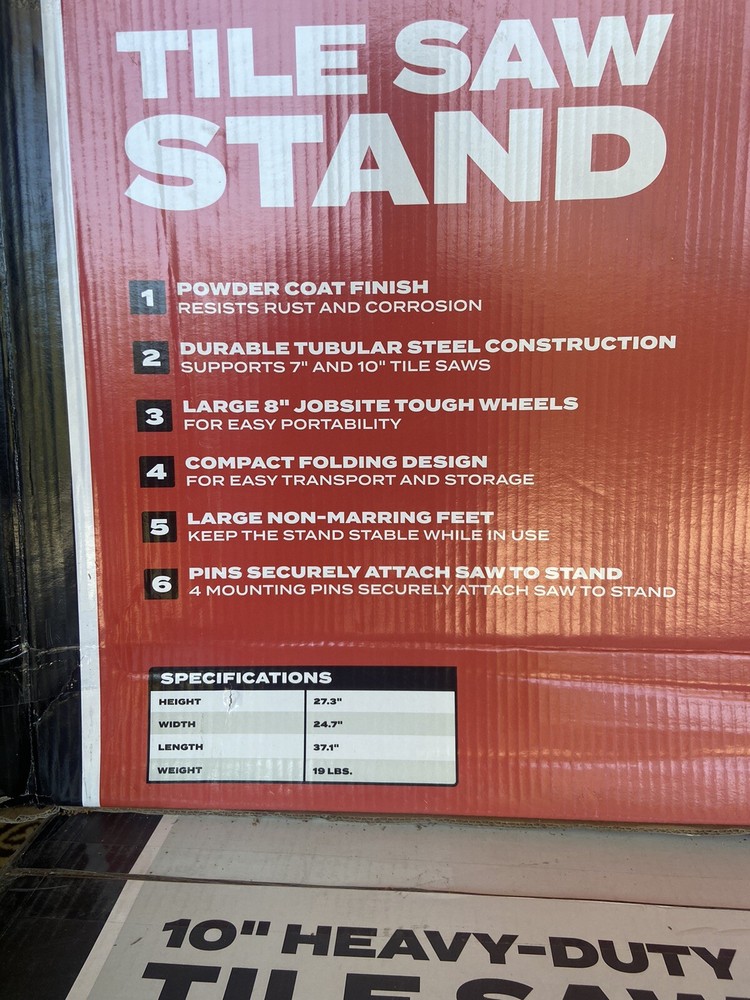 TILE SAW
STAND
1 POWDER COAT FINISH
RESISTS RUST AND CORROSION
2 DURABLE TUBULAR STEEL CONSTRUCTION
SUPPORTS 7" AND 10" TILE SAWS
3 LARGE 8" JOBSITE TOUGH WHEELS
FOR EASY PORTABILITY
4 COMPACT FOLDING DESIGN
FOR EASY TRANSPORT AND STORAGE
5 LARGE NON-MARRING FEET
KEEP THE STAND STABLE WHILE IN USE
6 PINS SECURELY ATTACH SAW TO STAND
4 MOUNTING PINS SECURELY ATTACH SAW TO STAND
SPECIFICATIONS
HEIGHT 27.3"
WIDTH 24.7"
LENGTH 37.1"
WEIGHT 19 LBS.
10" HEAVY-DUTY
TILE SAW